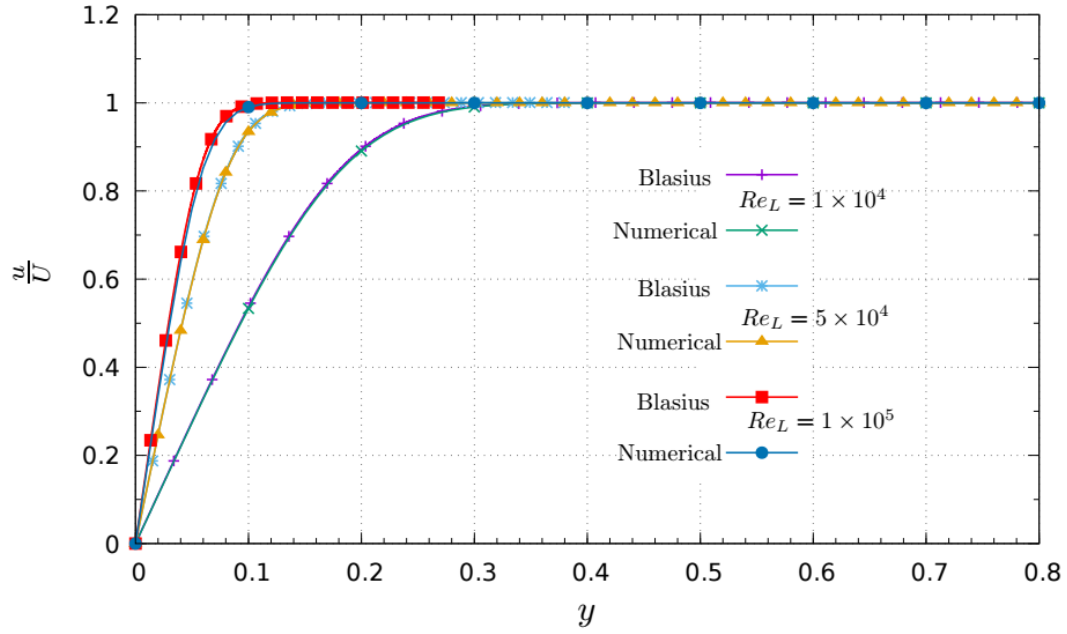 1.2
1
0.8
0.6
0.4
0.2
0
u/U
0 0.1 0.2 0.3 0.4 0.5 0.6 0.7 0.8
y
Blasius
Re_L = 1 × 10^4
Numerical
Blasius
Re_L = 5 × 10^4
Numerical
Blasius
Re_L = 1 × 10^5
Numerical